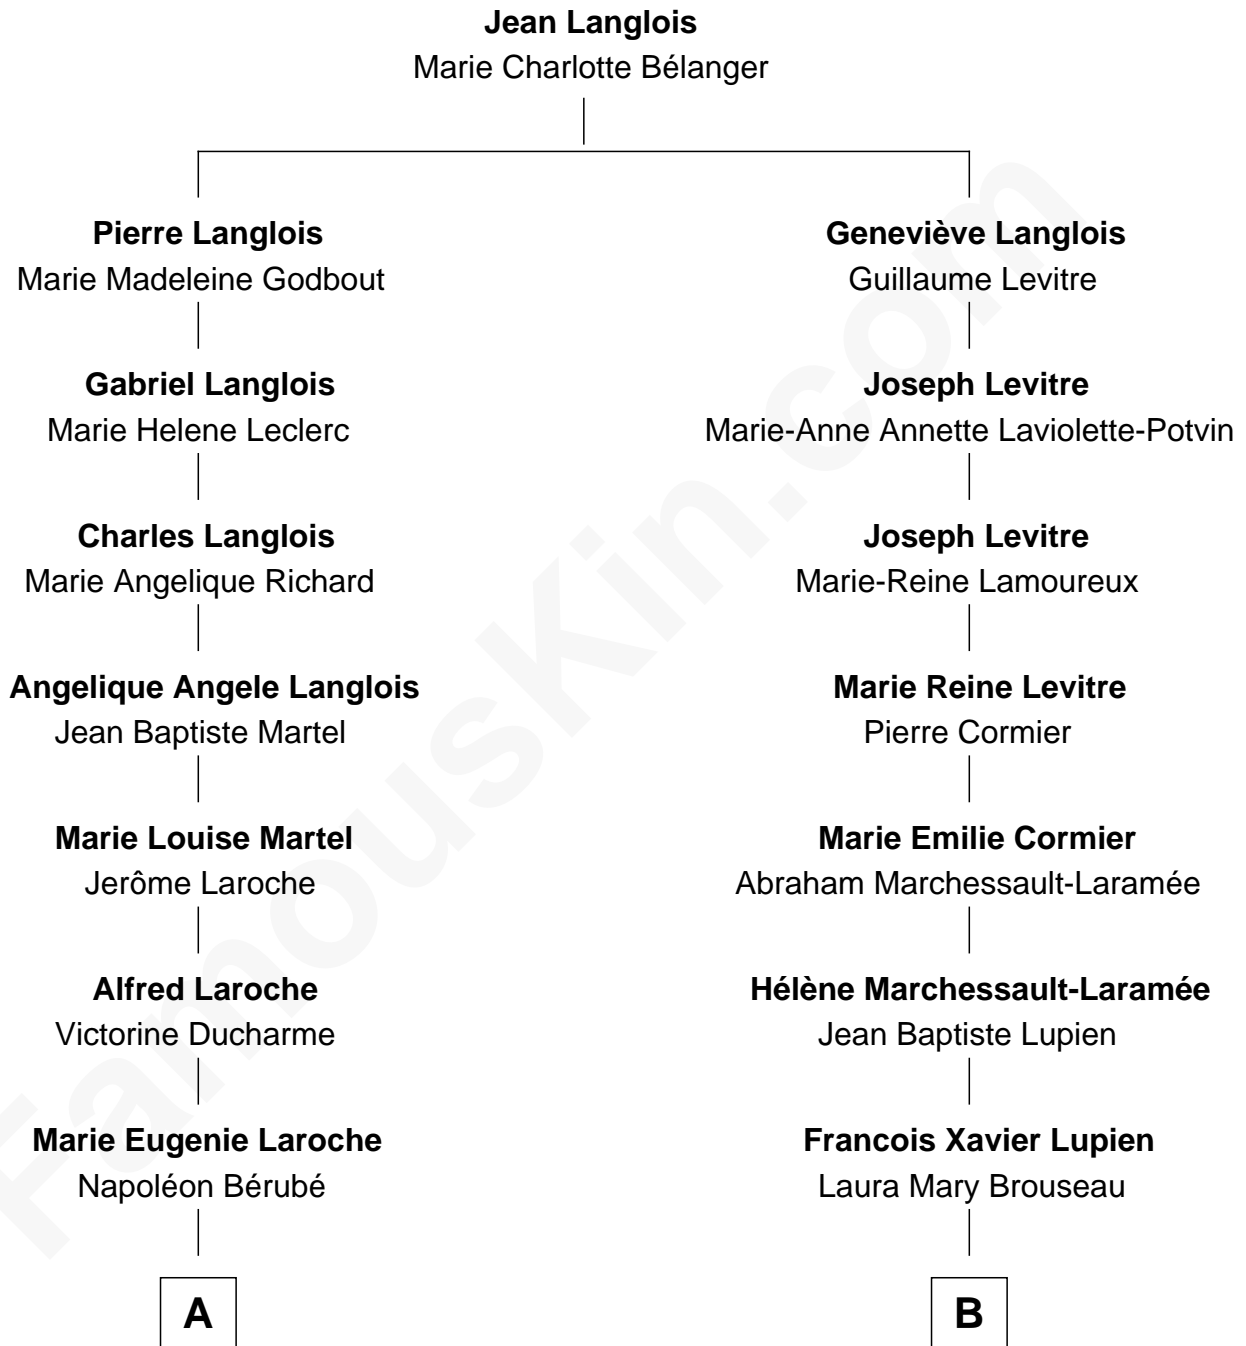 Jean Langlois
Marie Charlotte Bélanger
Pierre Langlois
Marie Madeleine Godbout
Gabriel Langlois
Marie Helene Leclerc
Charles Langlois
Marie Angelique Richard
Angelique Angele Langlois
Jean Baptiste Martel
Marie Louise Martel
Jerôme Laroche
Alfred Laroche
Victorine Ducharme
Marie Eugenie Laroche
Napoléon Bérubé
A
Geneviève Langlois
Guillaume Levitre
Joseph Levitre
Marie-Anne Annette Laviolette-Potvin
Joseph Levitre
Marie-Reine Lamoureux
Marie Reine Levitre
Pierre Cormier
Marie Emilie Cormier
Abraham Marchessault-Laramée
Hélène Marchessault-Laramée
Jean Baptiste Lupien
Francois Xavier Lupien
Laura Mary Brouseau
B
FamousKin.com